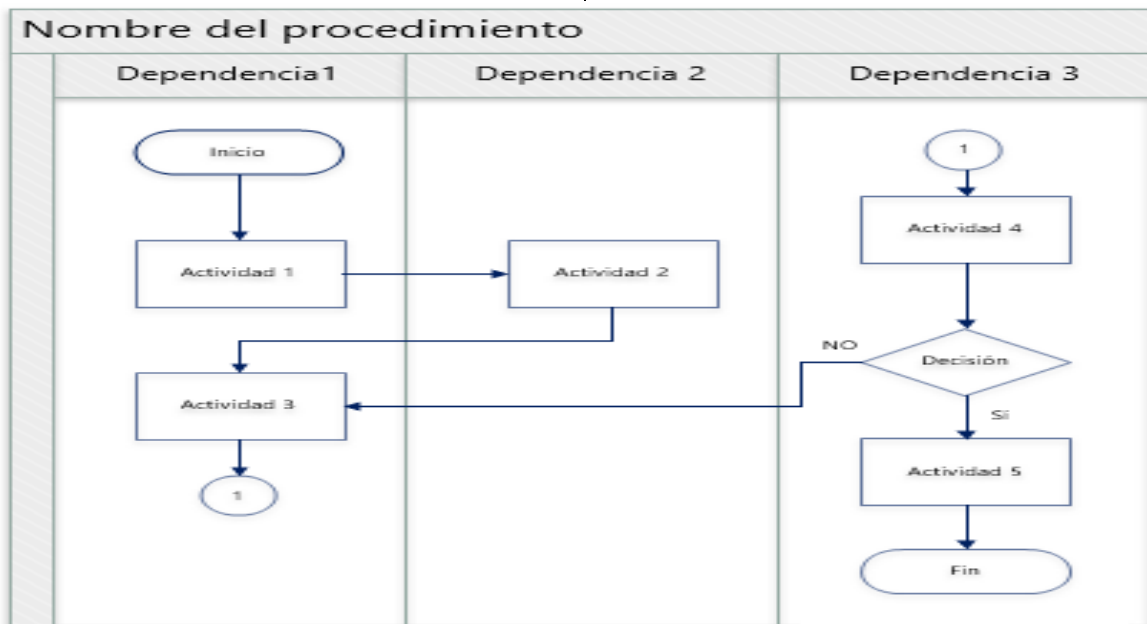 Nombre del procedimiento
Dependencia1
Dependencia 2
Dependencia 3
Inicio
Actividad 1
Actividad 2
Actividad 3
1
1
Actividad 4
Decisión
NO
Si
Actividad 5
Fin